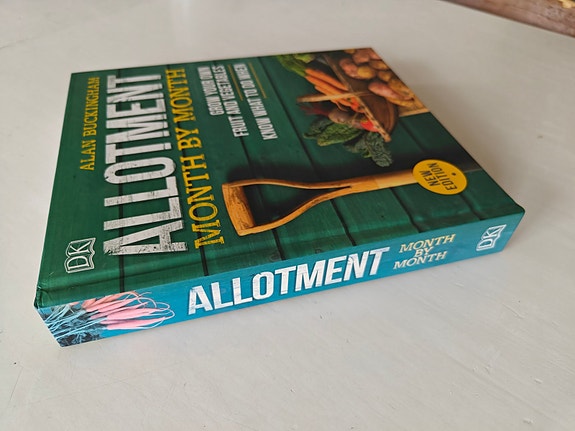 ALAN BUCKINGHAM
ALLOTMENT
MONTH BY MONTH
GROW YOUR OWN
FRUIT AND VEGETABLES
KNOW WHAT TO DO WHEN
NEW
EDITION
DK
ALLOTMENT
MONTH
BY
MONTH
DK